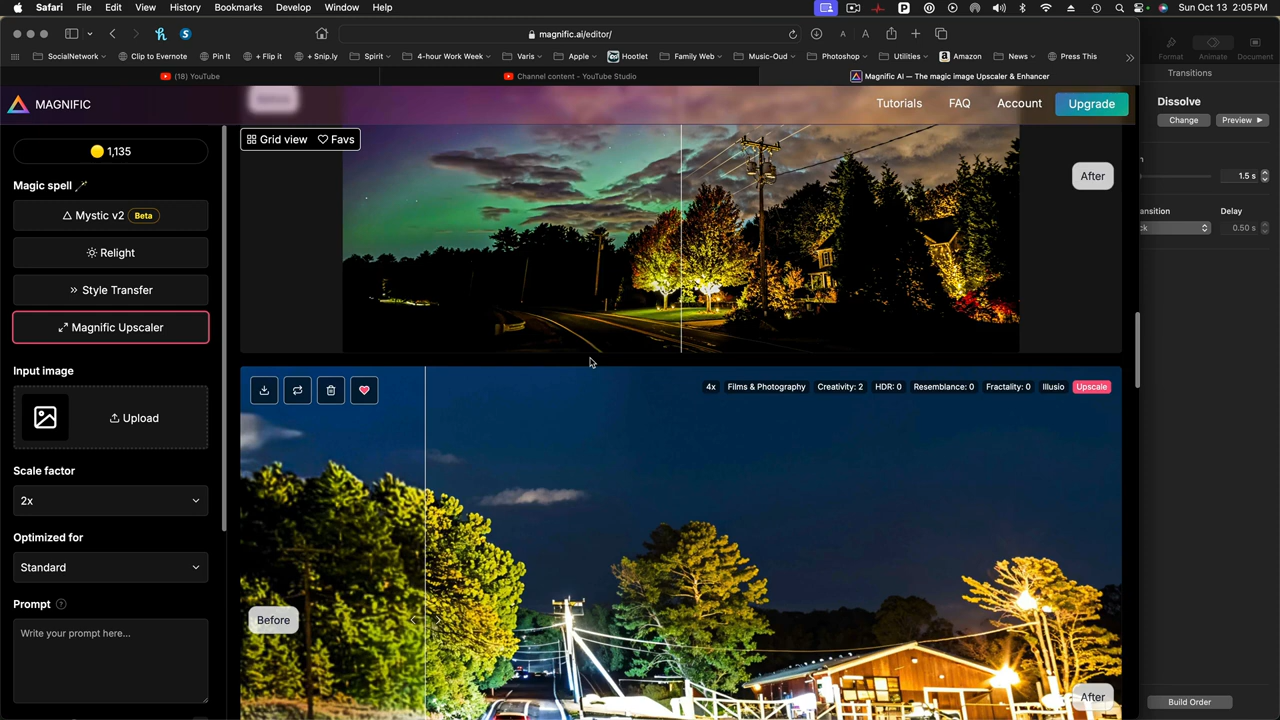 Safari File Edit View History Bookmarks Develop Window Help Sun Oct 13 2:05 PM
magnific.ai/editor/
SocialNetwork Clip to Evernote Pin It + Flip it + Snip.ly Spirit 4-hour Work Week Varis Apple Hootlet Family Web Music-Oud Photoshop Utilities Amazon News Press This
(18) YouTube Channel content - YouTube Studio Magnific AI — The magic image Upscaler & Enhancer
Format Animate Document
Transitions
MAGNIFIC Tutorials FAQ Account Upgrade
Dissolve
Change Preview
Grid view Favs
1,135
After
1.5 s
Magic spell
Mystic v2 Beta
Delay
0.50 s
Relight
Style Transfer
Magnific Upscaler
Input image
Upload
4x Films & Photography Creativity: 2 HDR: 0 Resemblance: 0 Fractality: 0 Illusio Upscale
Scale factor
2x
Optimized for
Standard
Prompt
Write your prompt here...
Before
After
Build Order